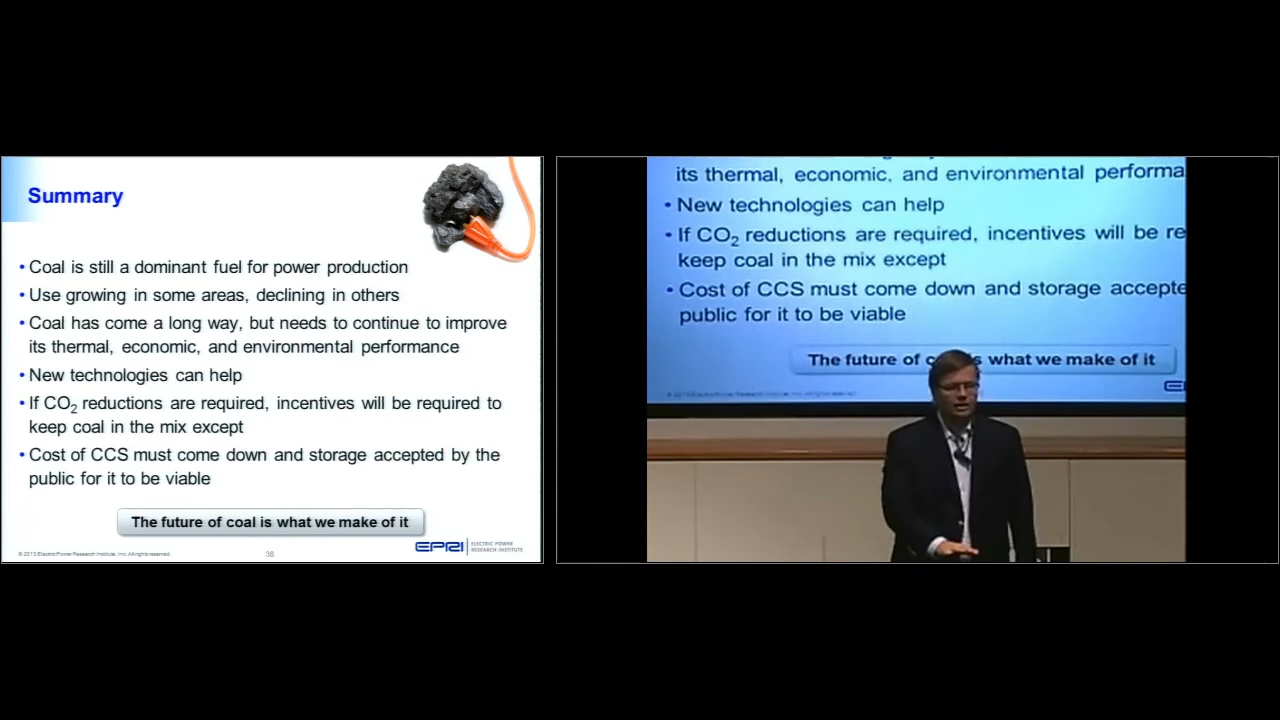 Summary
• Coal is still a dominant fuel for power production
• Use growing in some areas, declining in others
• Coal has come a long way, but needs to continue to improve
its thermal, economic, and environmental performance
• New technologies can help
• If CO2 reductions are required, incentives will be required to
keep coal in the mix except
• Cost of CCS must come down and storage accepted by the
public for it to be viable
The future of coal is what we make of it
© 2013 Electric Power Research Institute, Inc. All rights reserved.
38
EPRI | ELECTRIC POWER
RESEARCH INSTITUTE
its thermal, economic, and environmental performa
• New technologies can help
• If CO2 reductions are required, incentives will be re
keep coal in the mix except
• Cost of CCS must come down and storage accepte
public for it to be viable
The future of coal is what we make of it